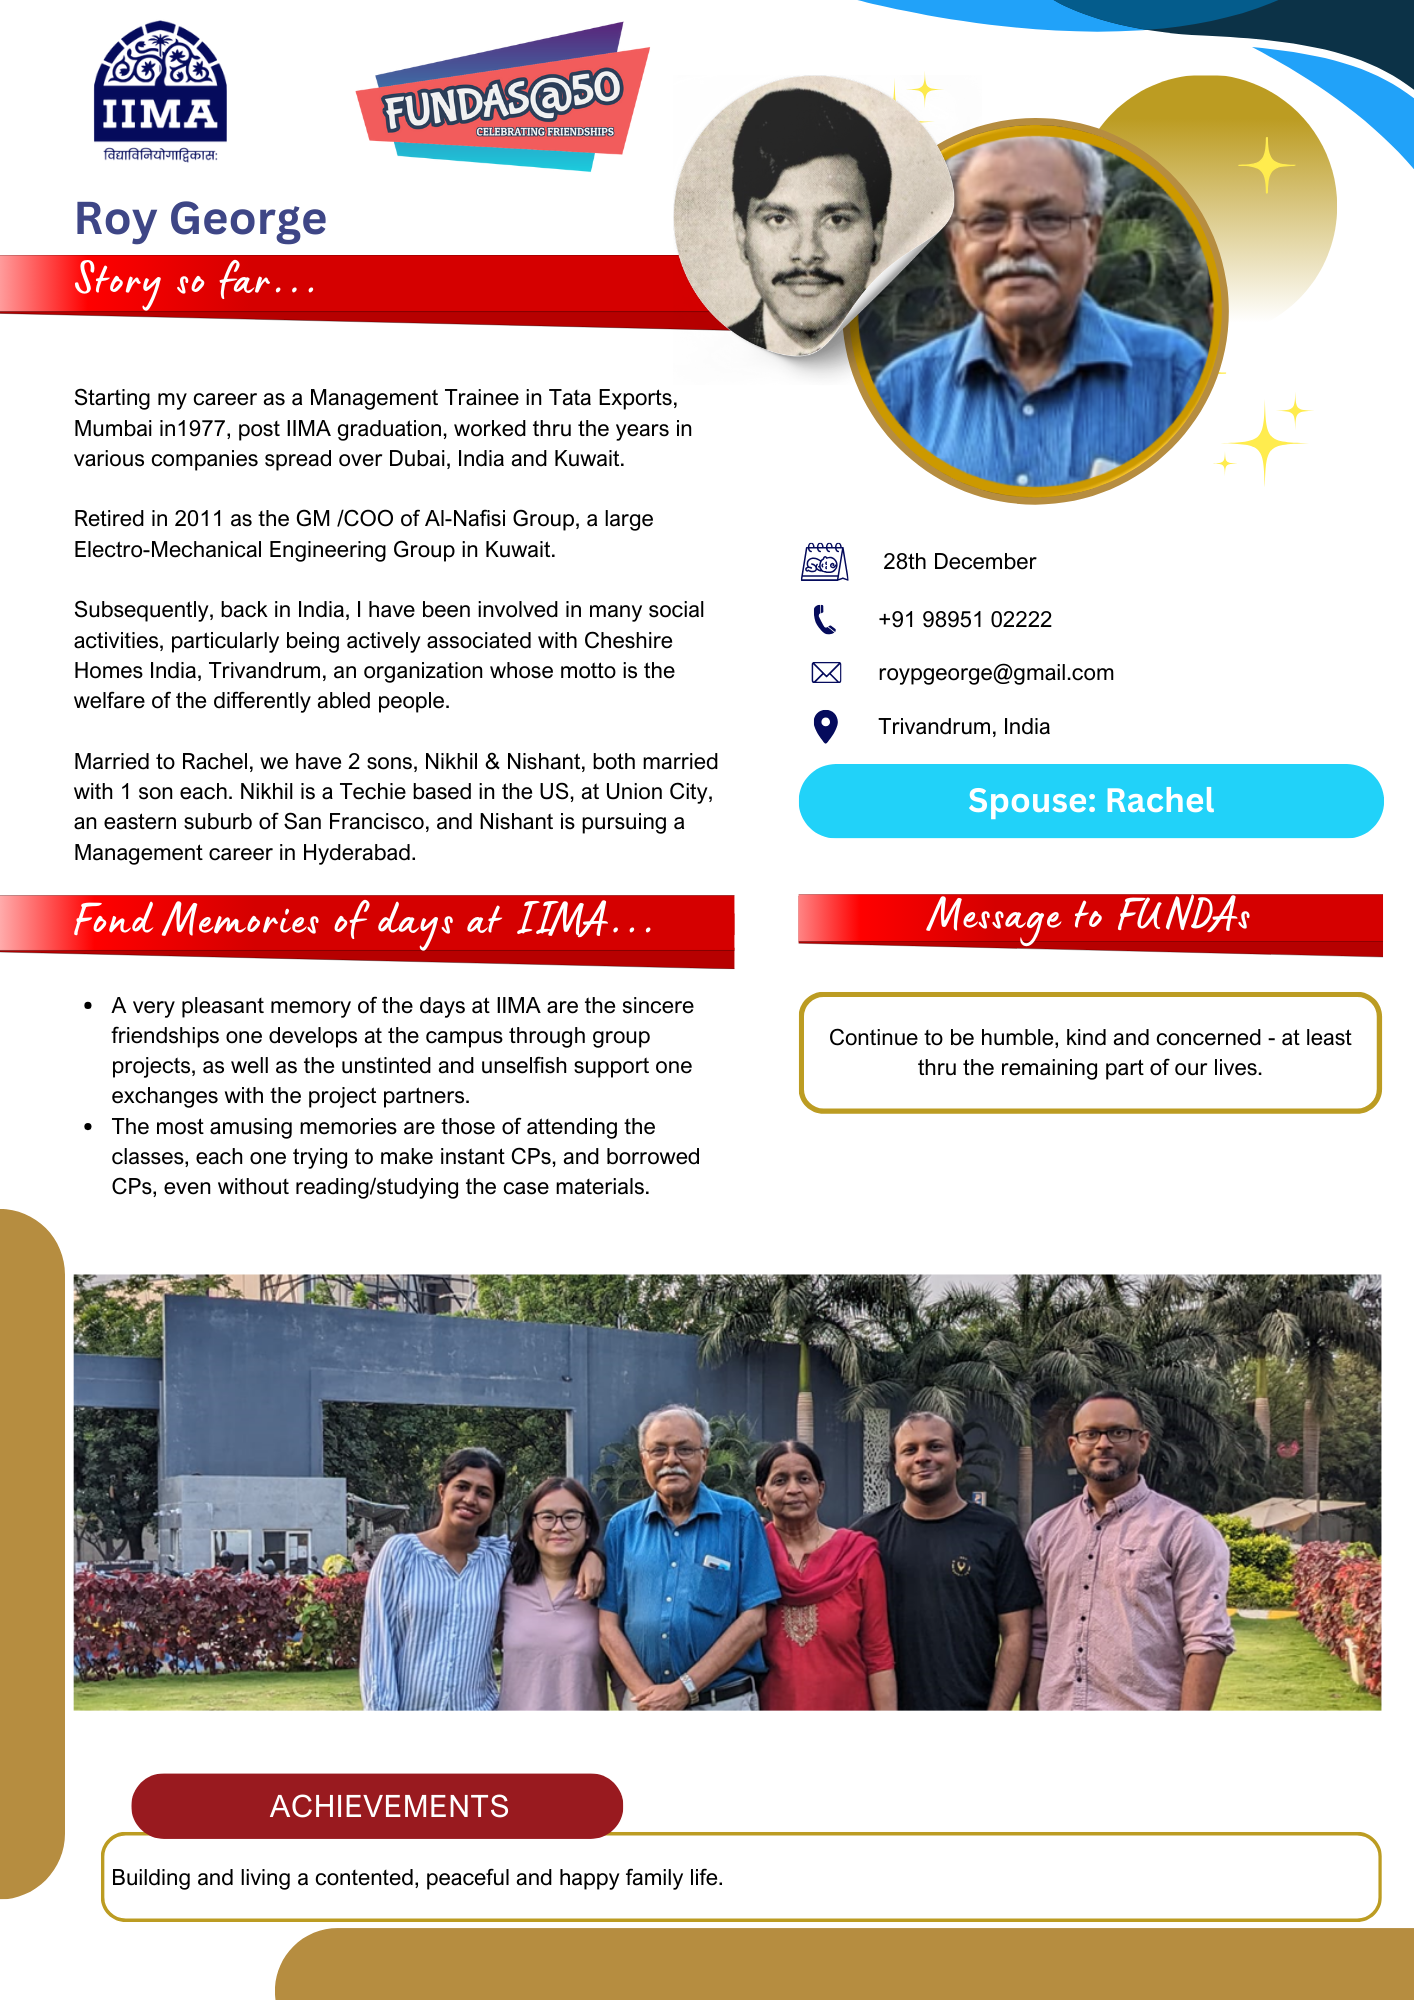 IIMA
विद्याविनियोगाद्विकास:
FUNDAS@50
CELEBRATING FRIENDSHIPS
Roy George
Story so far...
Starting my career as a Management Trainee in Tata Exports,
Mumbai in1977, post IIMA graduation, worked thru the years in
various companies spread over Dubai, India and Kuwait.
Retired in 2011 as the GM /COO of Al-Nafisi Group, a large
Electro-Mechanical Engineering Group in Kuwait.
Subsequently, back in India, I have been involved in many social
activities, particularly being actively associated with Cheshire
Homes India, Trivandrum, an organization whose motto is the
welfare of the differently abled people.
Married to Rachel, we have 2 sons, Nikhil & Nishant, both married
with 1 son each. Nikhil is a Techie based in the US, at Union City,
an eastern suburb of San Francisco, and Nishant is pursuing a
Management career in Hyderabad.
28th December
+91 98951 02222
roypgeorge@gmail.com
Trivandrum, India
Spouse: Rachel
Fond Memories of days at IIMA...
A very pleasant memory of the days at IIMA are the sincere
friendships one develops at the campus through group
projects, as well as the unstinted and unselfish support one
exchanges with the project partners.
The most amusing memories are those of attending the
classes, each one trying to make instant CPs, and borrowed
CPs, even without reading/studying the case materials.
Message to FUNDAs
Continue to be humble, kind and concerned - at least
thru the remaining part of our lives.
ACHIEVEMENTS
Building and living a contented, peaceful and happy family life.